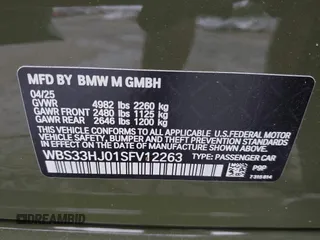 MFD BY BMW M GMBH
04/25
GVWR 4982 lbs 2260 kg
GAWR FRONT 2480 lbs 1125 kg
GAWR REAR 2646 lbs 1200 kg
THIS VEHICLE CONFORMS TO ALL APPLICABLE
FEDERAL MOTOR VEHICLE SAFETY, BUMPER,
AND THEFT PREVENTION STANDARDS IN
EFFECT ON THE DATE OF MANUFACTURE SHOWN ABOVE.
WBS33HJ01SFV12263 TYPE: PASSENGER CAR
P9P
DREAMBID